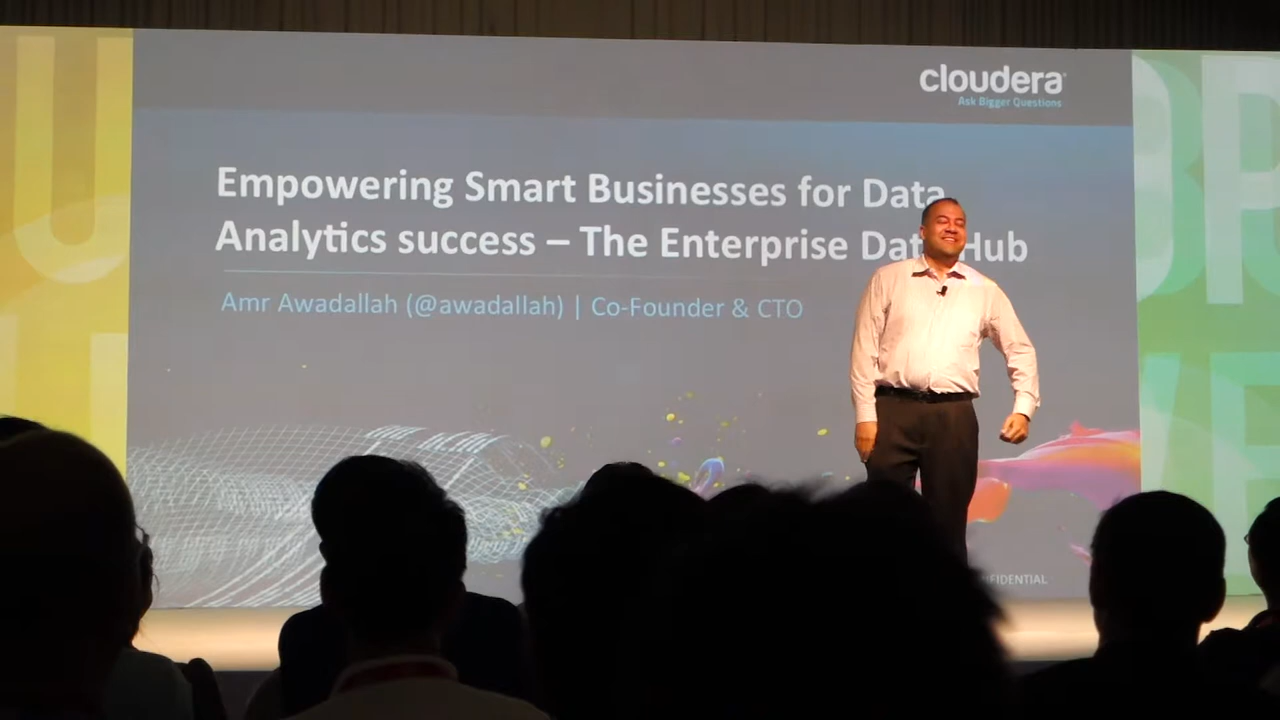 cloudera
Ask Bigger Questions
Empowering Smart Businesses for Data
Analytics success – The Enterprise Data Hub
Amr Awadallah (@awadallah) | Co-Founder & CTO